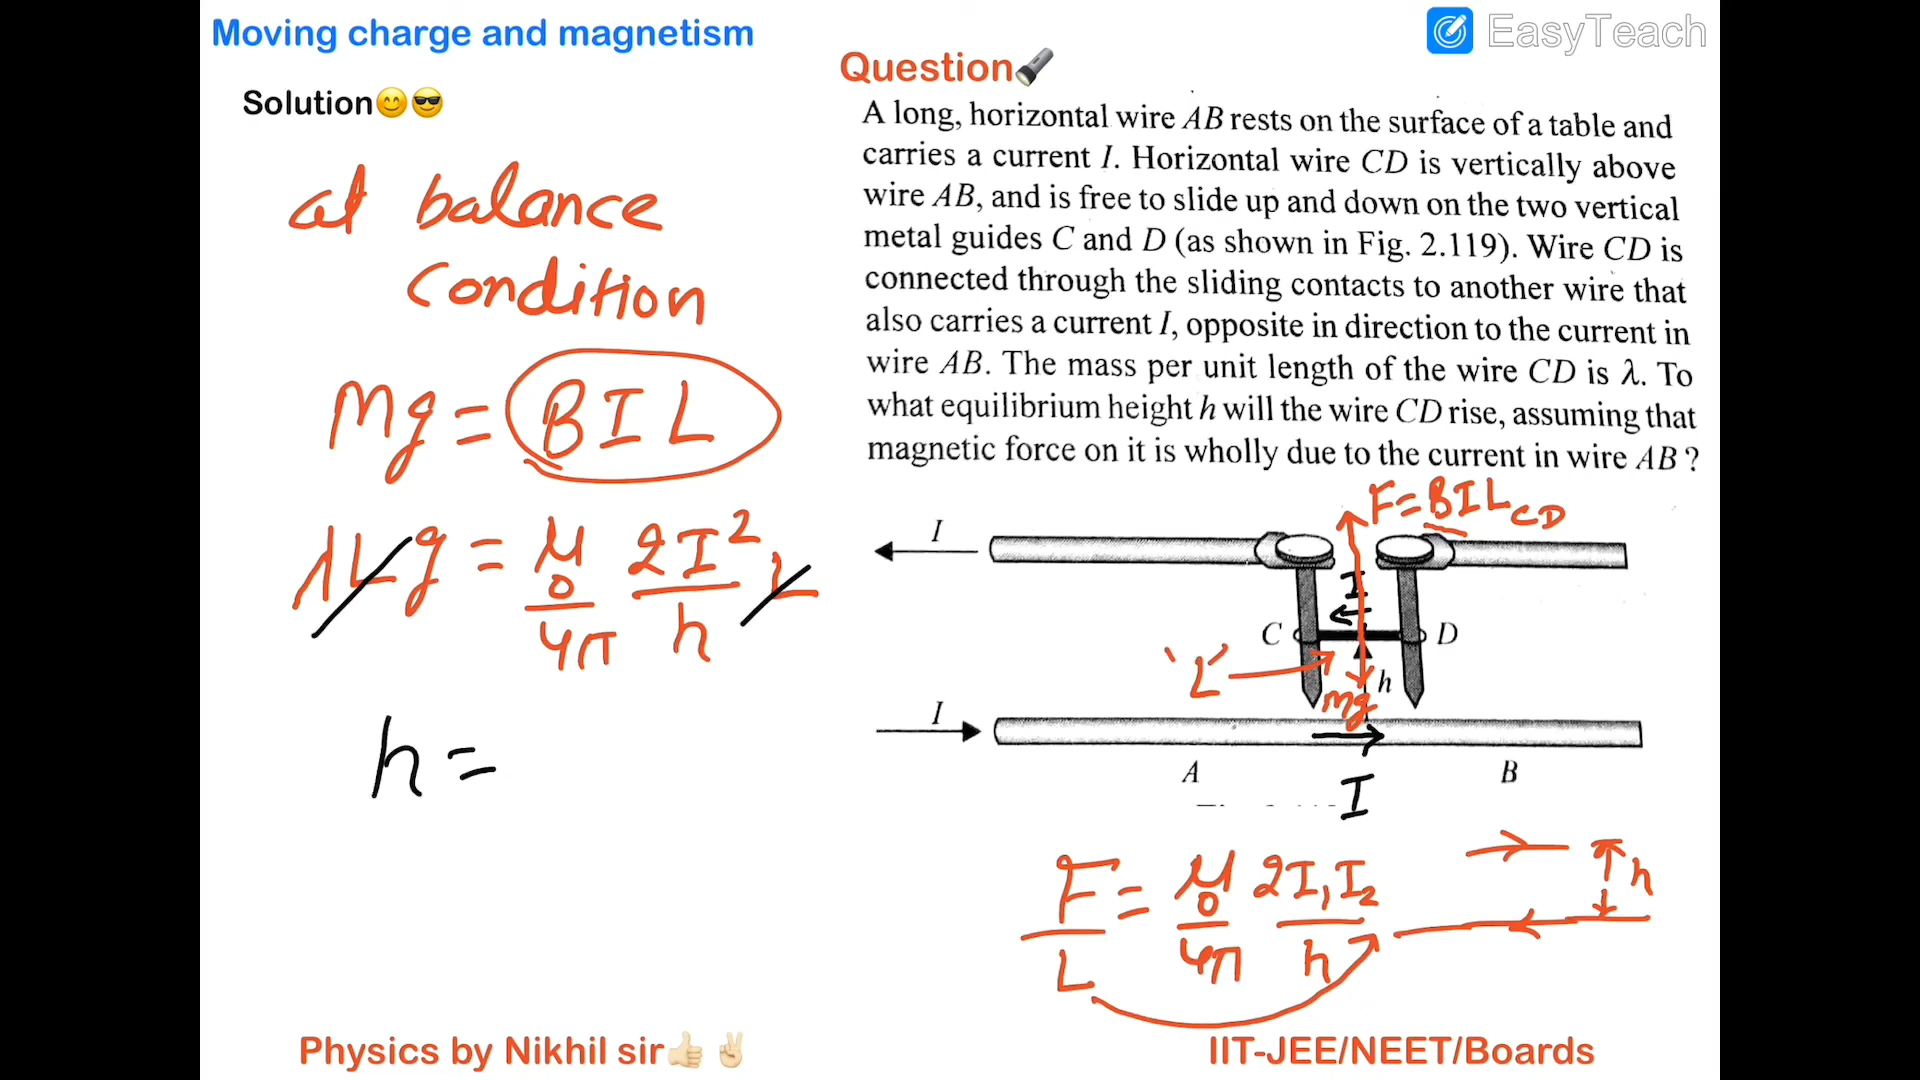 Moving charge and magnetism
EasyTeach
Solution😊😎
at balance
condition
Mg = BIL
λLg = μ0/4π 2I²/h L
h =
Question🔦
A long, horizontal wire AB rests on the surface of a table and
carries a current I. Horizontal wire CD is vertically above
wire AB, and is free to slide up and down on the two vertical
metal guides C and D (as shown in Fig. 2.119). Wire CD is
connected through the sliding contacts to another wire that
also carries a current I, opposite in direction to the current in
wire AB. The mass per unit length of the wire CD is λ. To
what equilibrium height h will the wire CD rise, assuming that
magnetic force on it is wholly due to the current in wire AB?
F = BIL CD
I
I
C
D
'L'
h
Mg
I
A
B
I
F/L = μ0/4π 2I₁I₂/h
h
Physics by Nikhil sir👍🏻✌🏻
IIT-JEE/NEET/Boards